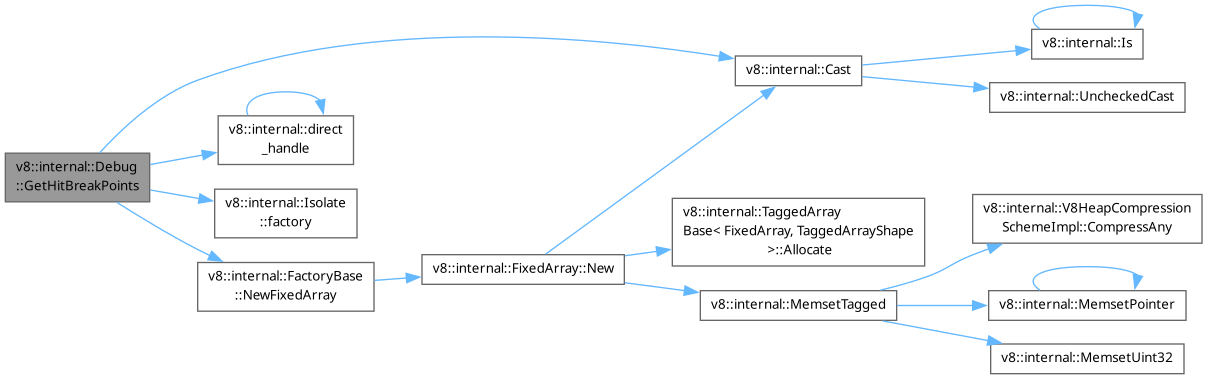 v8::internal::Debug
::GetHitBreakPoints
v8::internal::direct
_handle
v8::internal::Isolate
::factory
v8::internal::FactoryBase
::NewFixedArray
v8::internal::FixedArray::New
v8::internal::Cast
v8::internal::TaggedArray
Base< FixedArray, TaggedArrayShape
>::Allocate
v8::internal::MemsetTagged
v8::internal::Is
v8::internal::UncheckedCast
v8::internal::V8HeapCompression
SchemeImpl::CompressAny
v8::internal::MemsetPointer
v8::internal::MemsetUint32